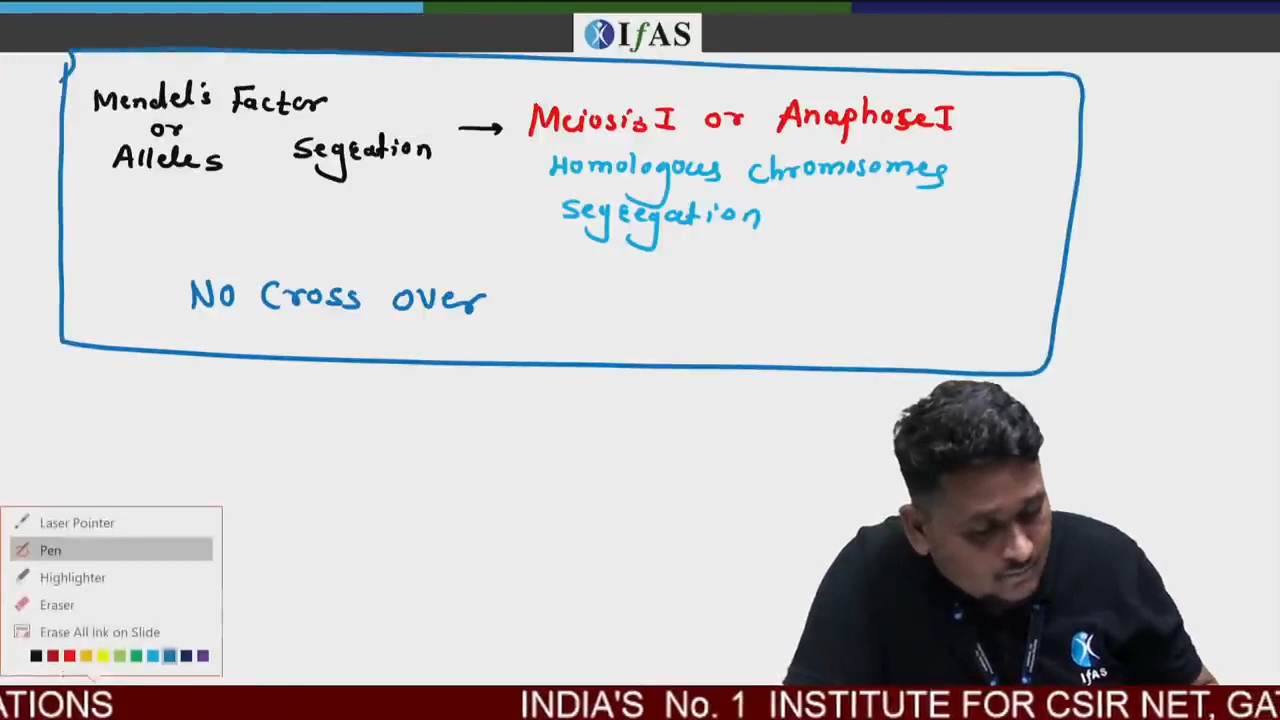 IfAS
Mendel's Factor
or
Alleles
Segeation
→ Meiosis I or Anaphase I
Homologous chromosomes
segregation
No Cross over
Laser Pointer
Pen
Highlighter
Eraser
Erase All Ink on Slide
IfAS
ATIONS INDIA'S No. 1 INSTITUTE FOR CSIR NET, GA